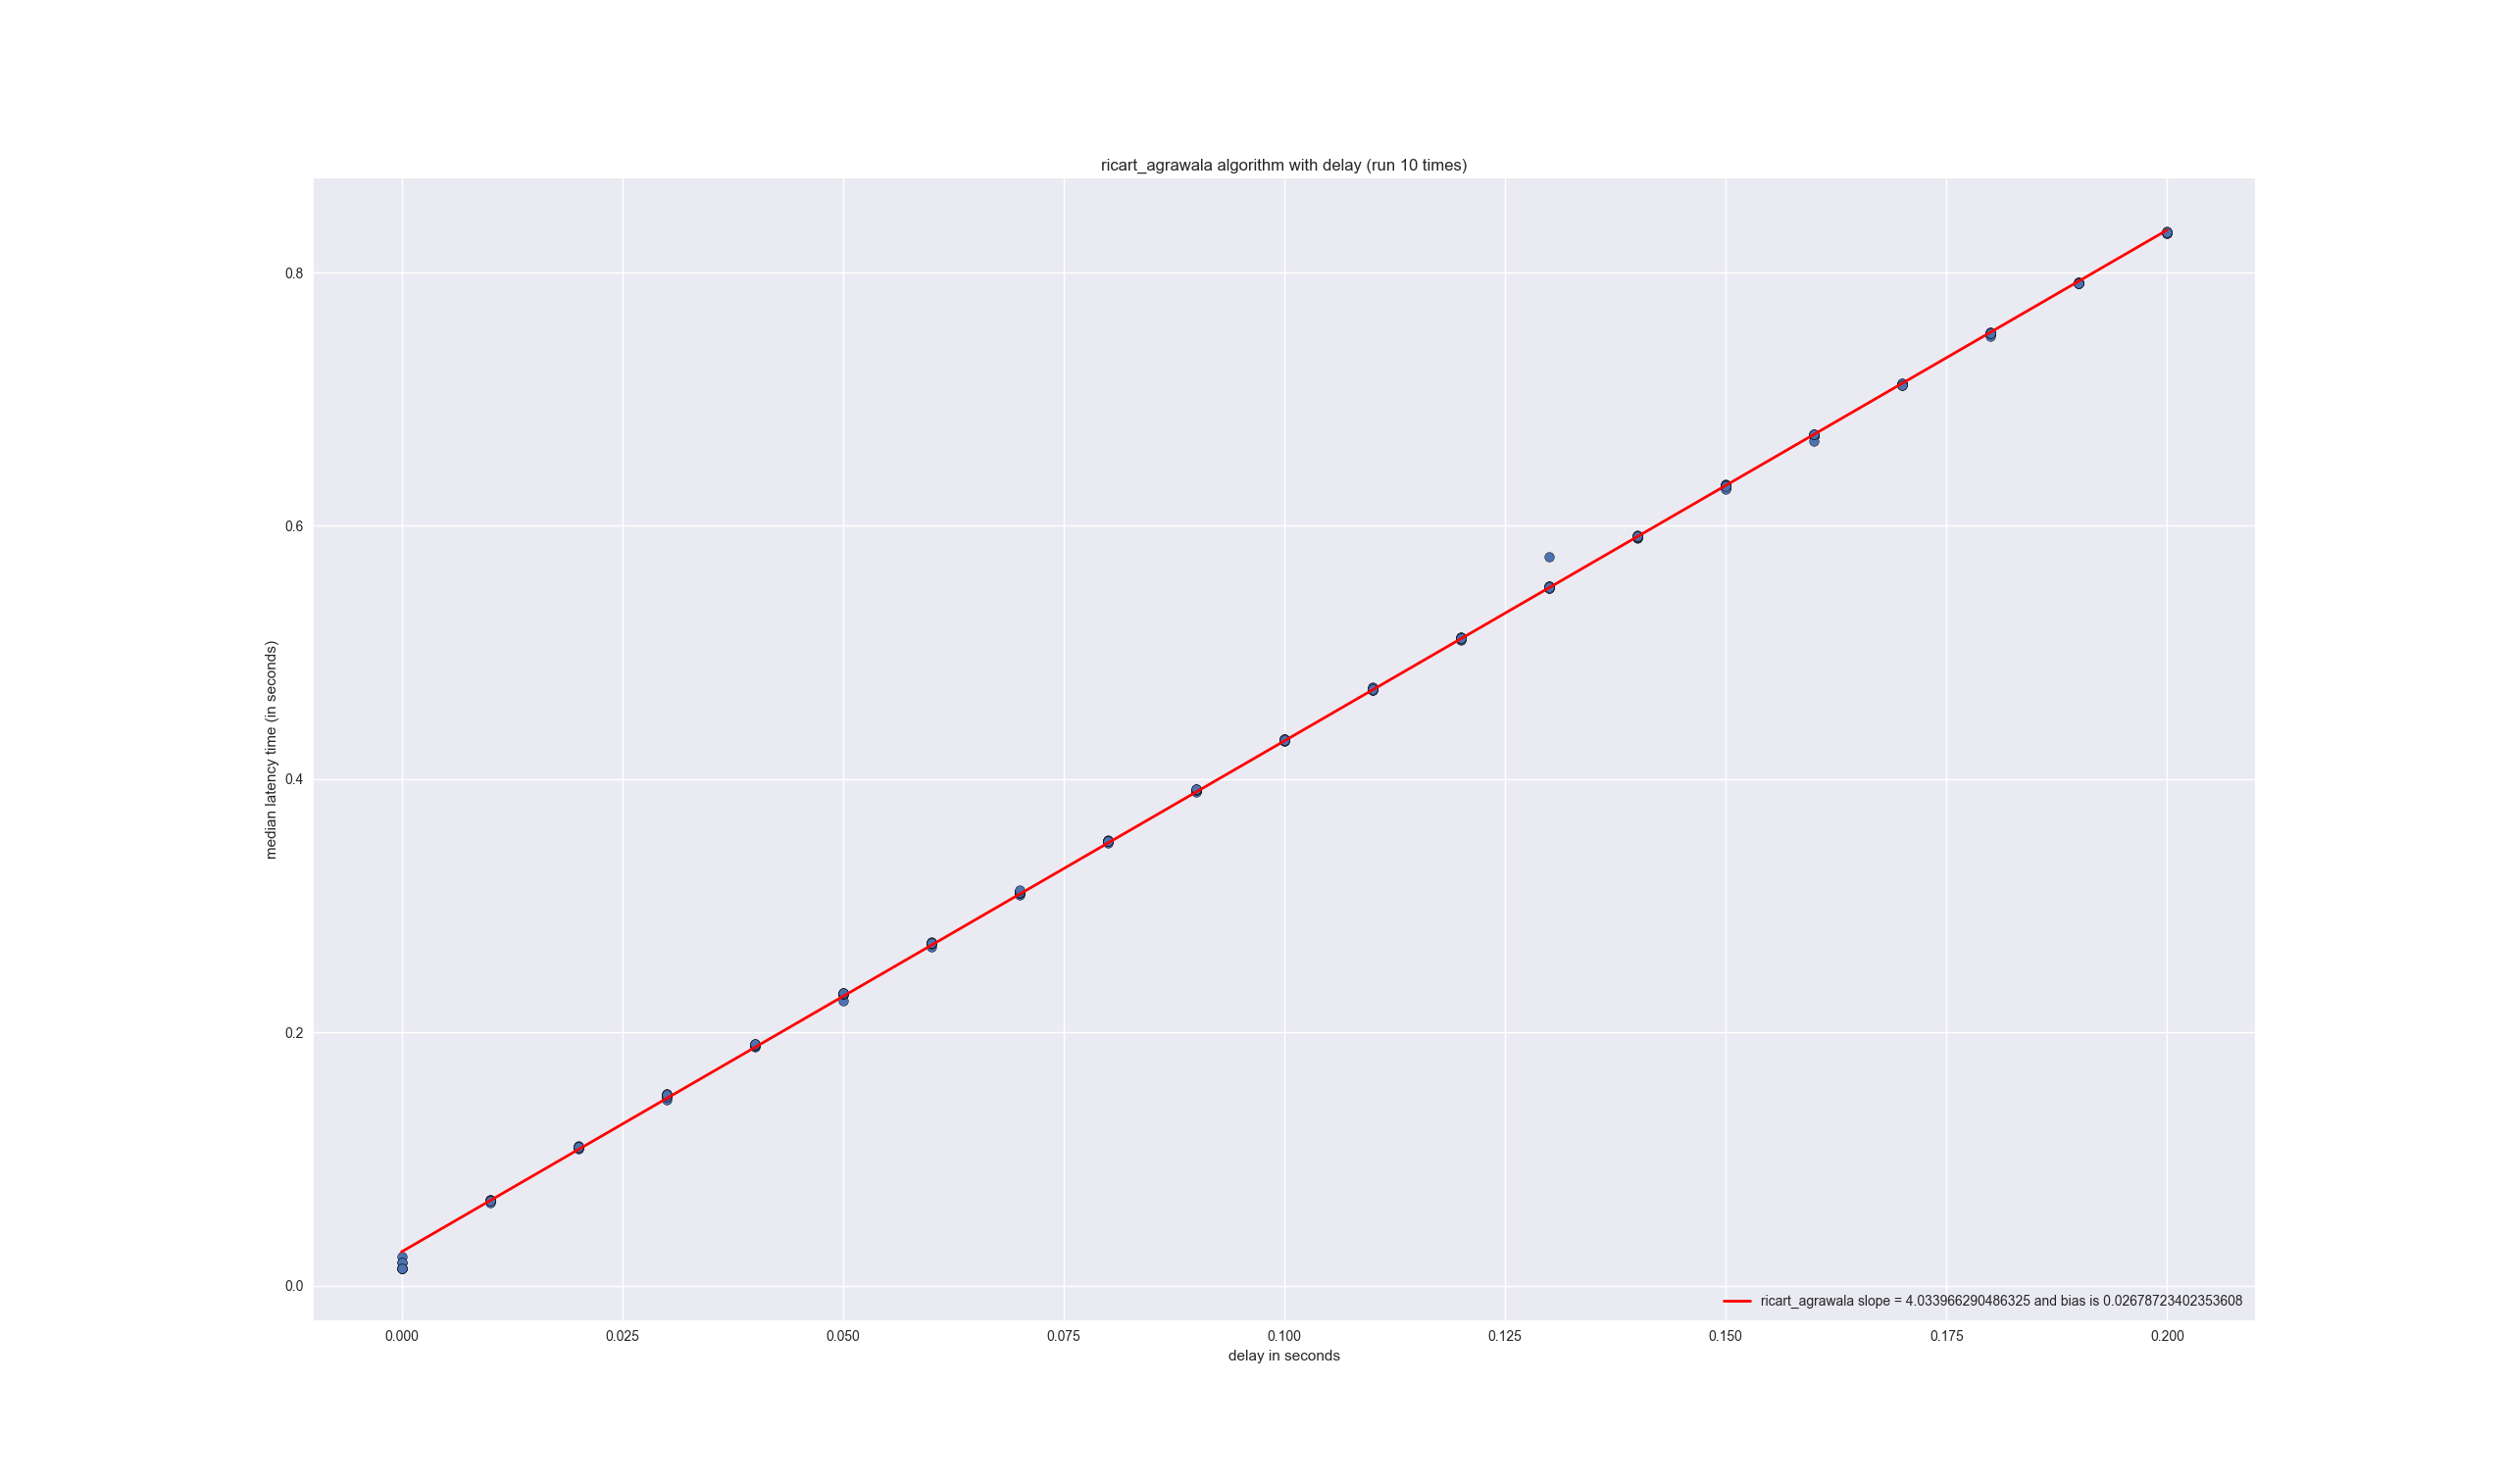 ricart_agrawala algorithm with delay (run 10 times)
0.8
0.6
0.4
0.2
0.0
median latency time (in seconds)
ricart_agrawala slope = 4.033966290486325 and bias is 0.02678723402353608
0.000 0.025 0.050 0.075 0.100 0.125 0.150 0.175 0.200
delay in seconds